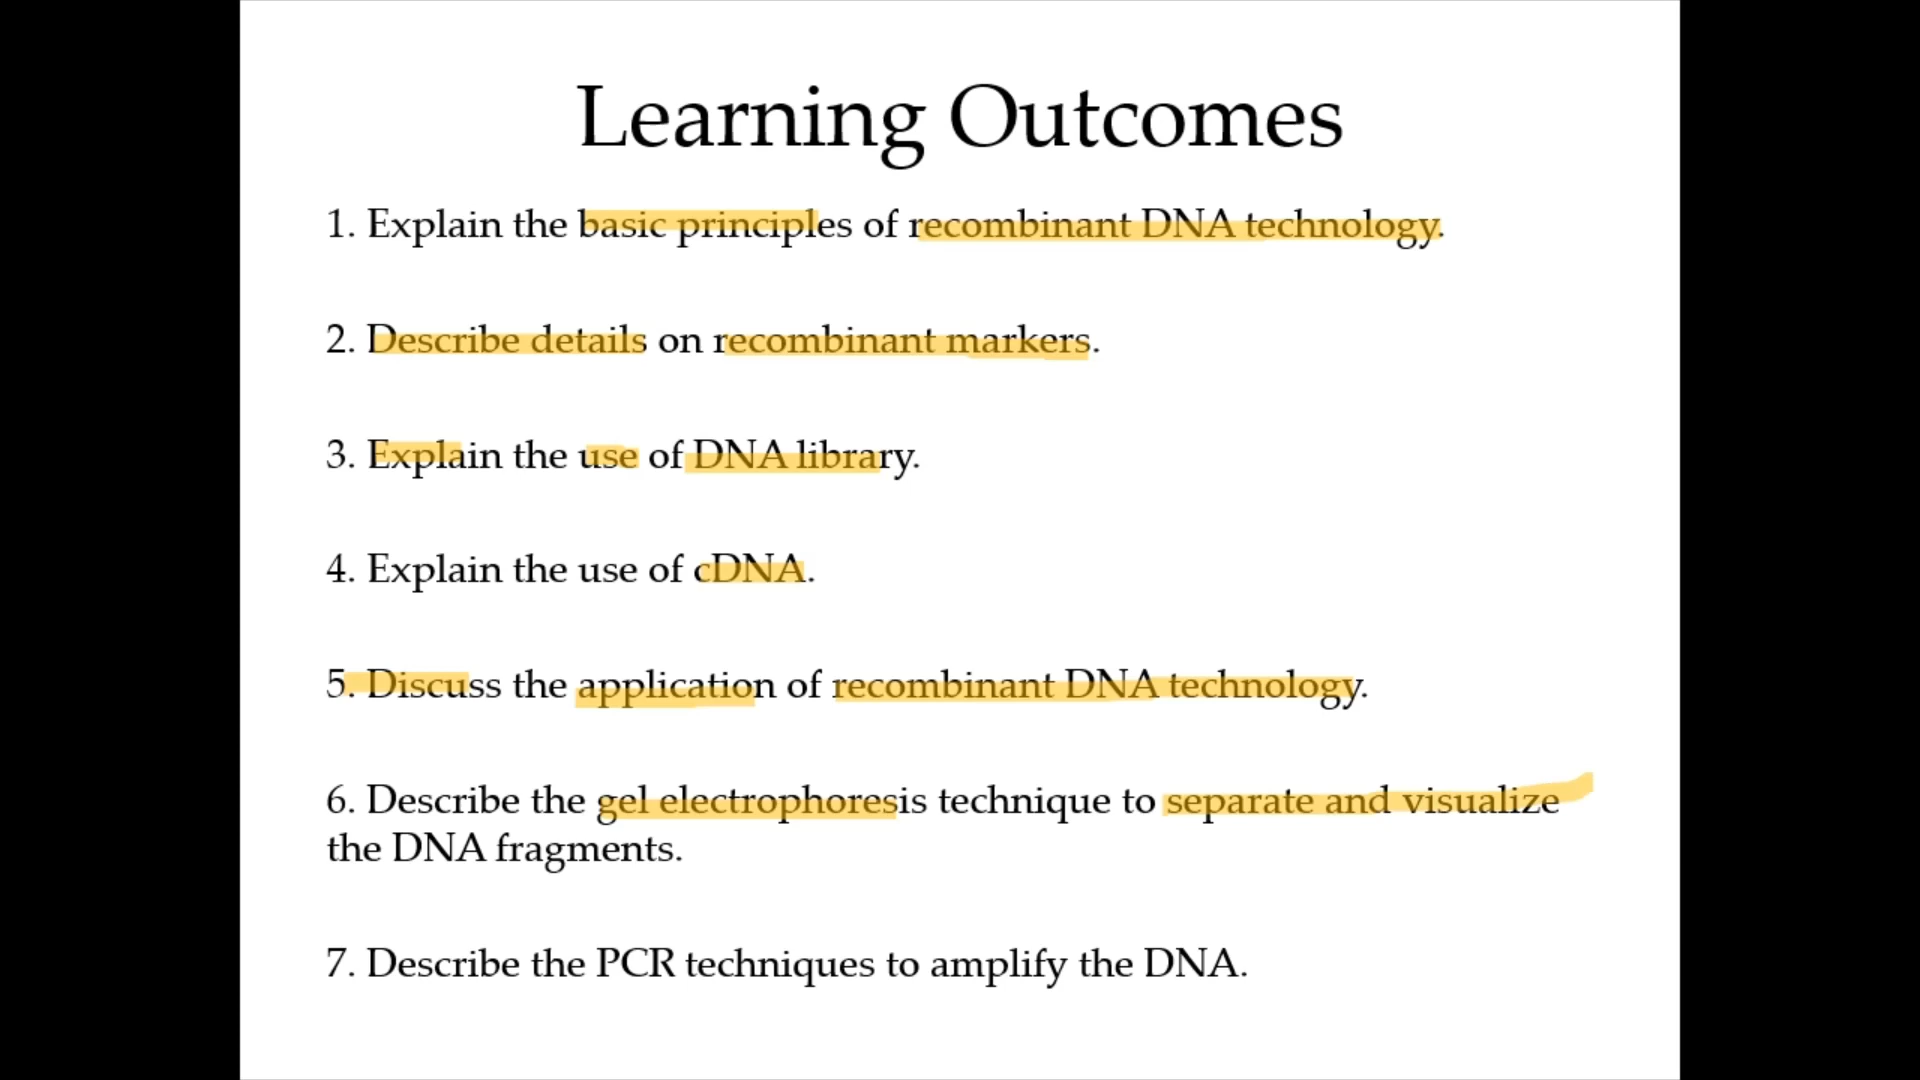 Learning Outcomes
1. Explain the basic principles of recombinant DNA technology.
2. Describe details on recombinant markers.
3. Explain the use of DNA library.
4. Explain the use of cDNA.
5. Discuss the application of recombinant DNA technology.
6. Describe the gel electrophoresis technique to separate and visualize
the DNA fragments.
7. Describe the PCR techniques to amplify the DNA.